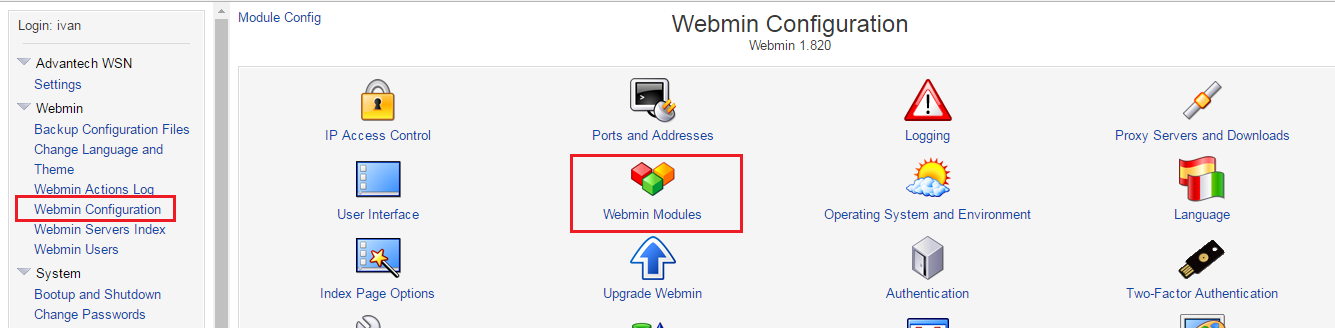 Login: ivan
Advantech WSN
Settings
Webmin
Backup Configuration Files
Change Language and
Theme
Webmin Actions Log
Webmin Configuration
Webmin Servers Index
Webmin Users
System
Bootup and Shutdown
Change Passwords
Module Config
Webmin Configuration
Webmin 1.820
IP Access Control
Ports and Addresses
Logging
Proxy Servers and Downloads
User Interface
Webmin Modules
Operating System and Environment
Language
Index Page Options
Upgrade Webmin
Authentication
Two-Factor Authentication